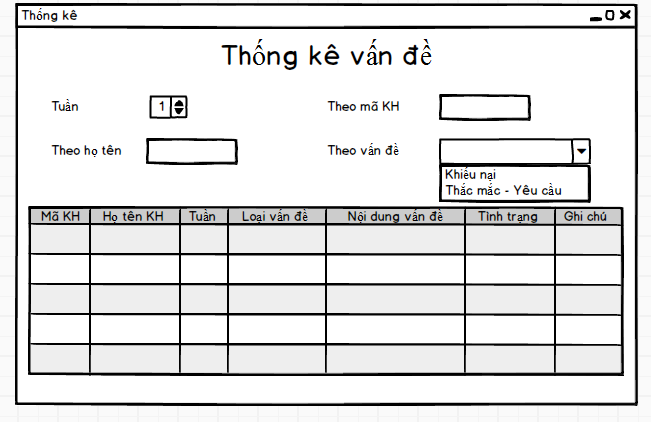 Thống kê
Thống kê vấn đề
Tuần 1 Theo mã KH
Theo họ tên Theo vấn đề
Khiếu nại
Thắc mắc - Yêu cầu
Mã KH Họ tên KH Tuần Loại vấn đề Nội dung vấn đề Tình trạng Ghi chú